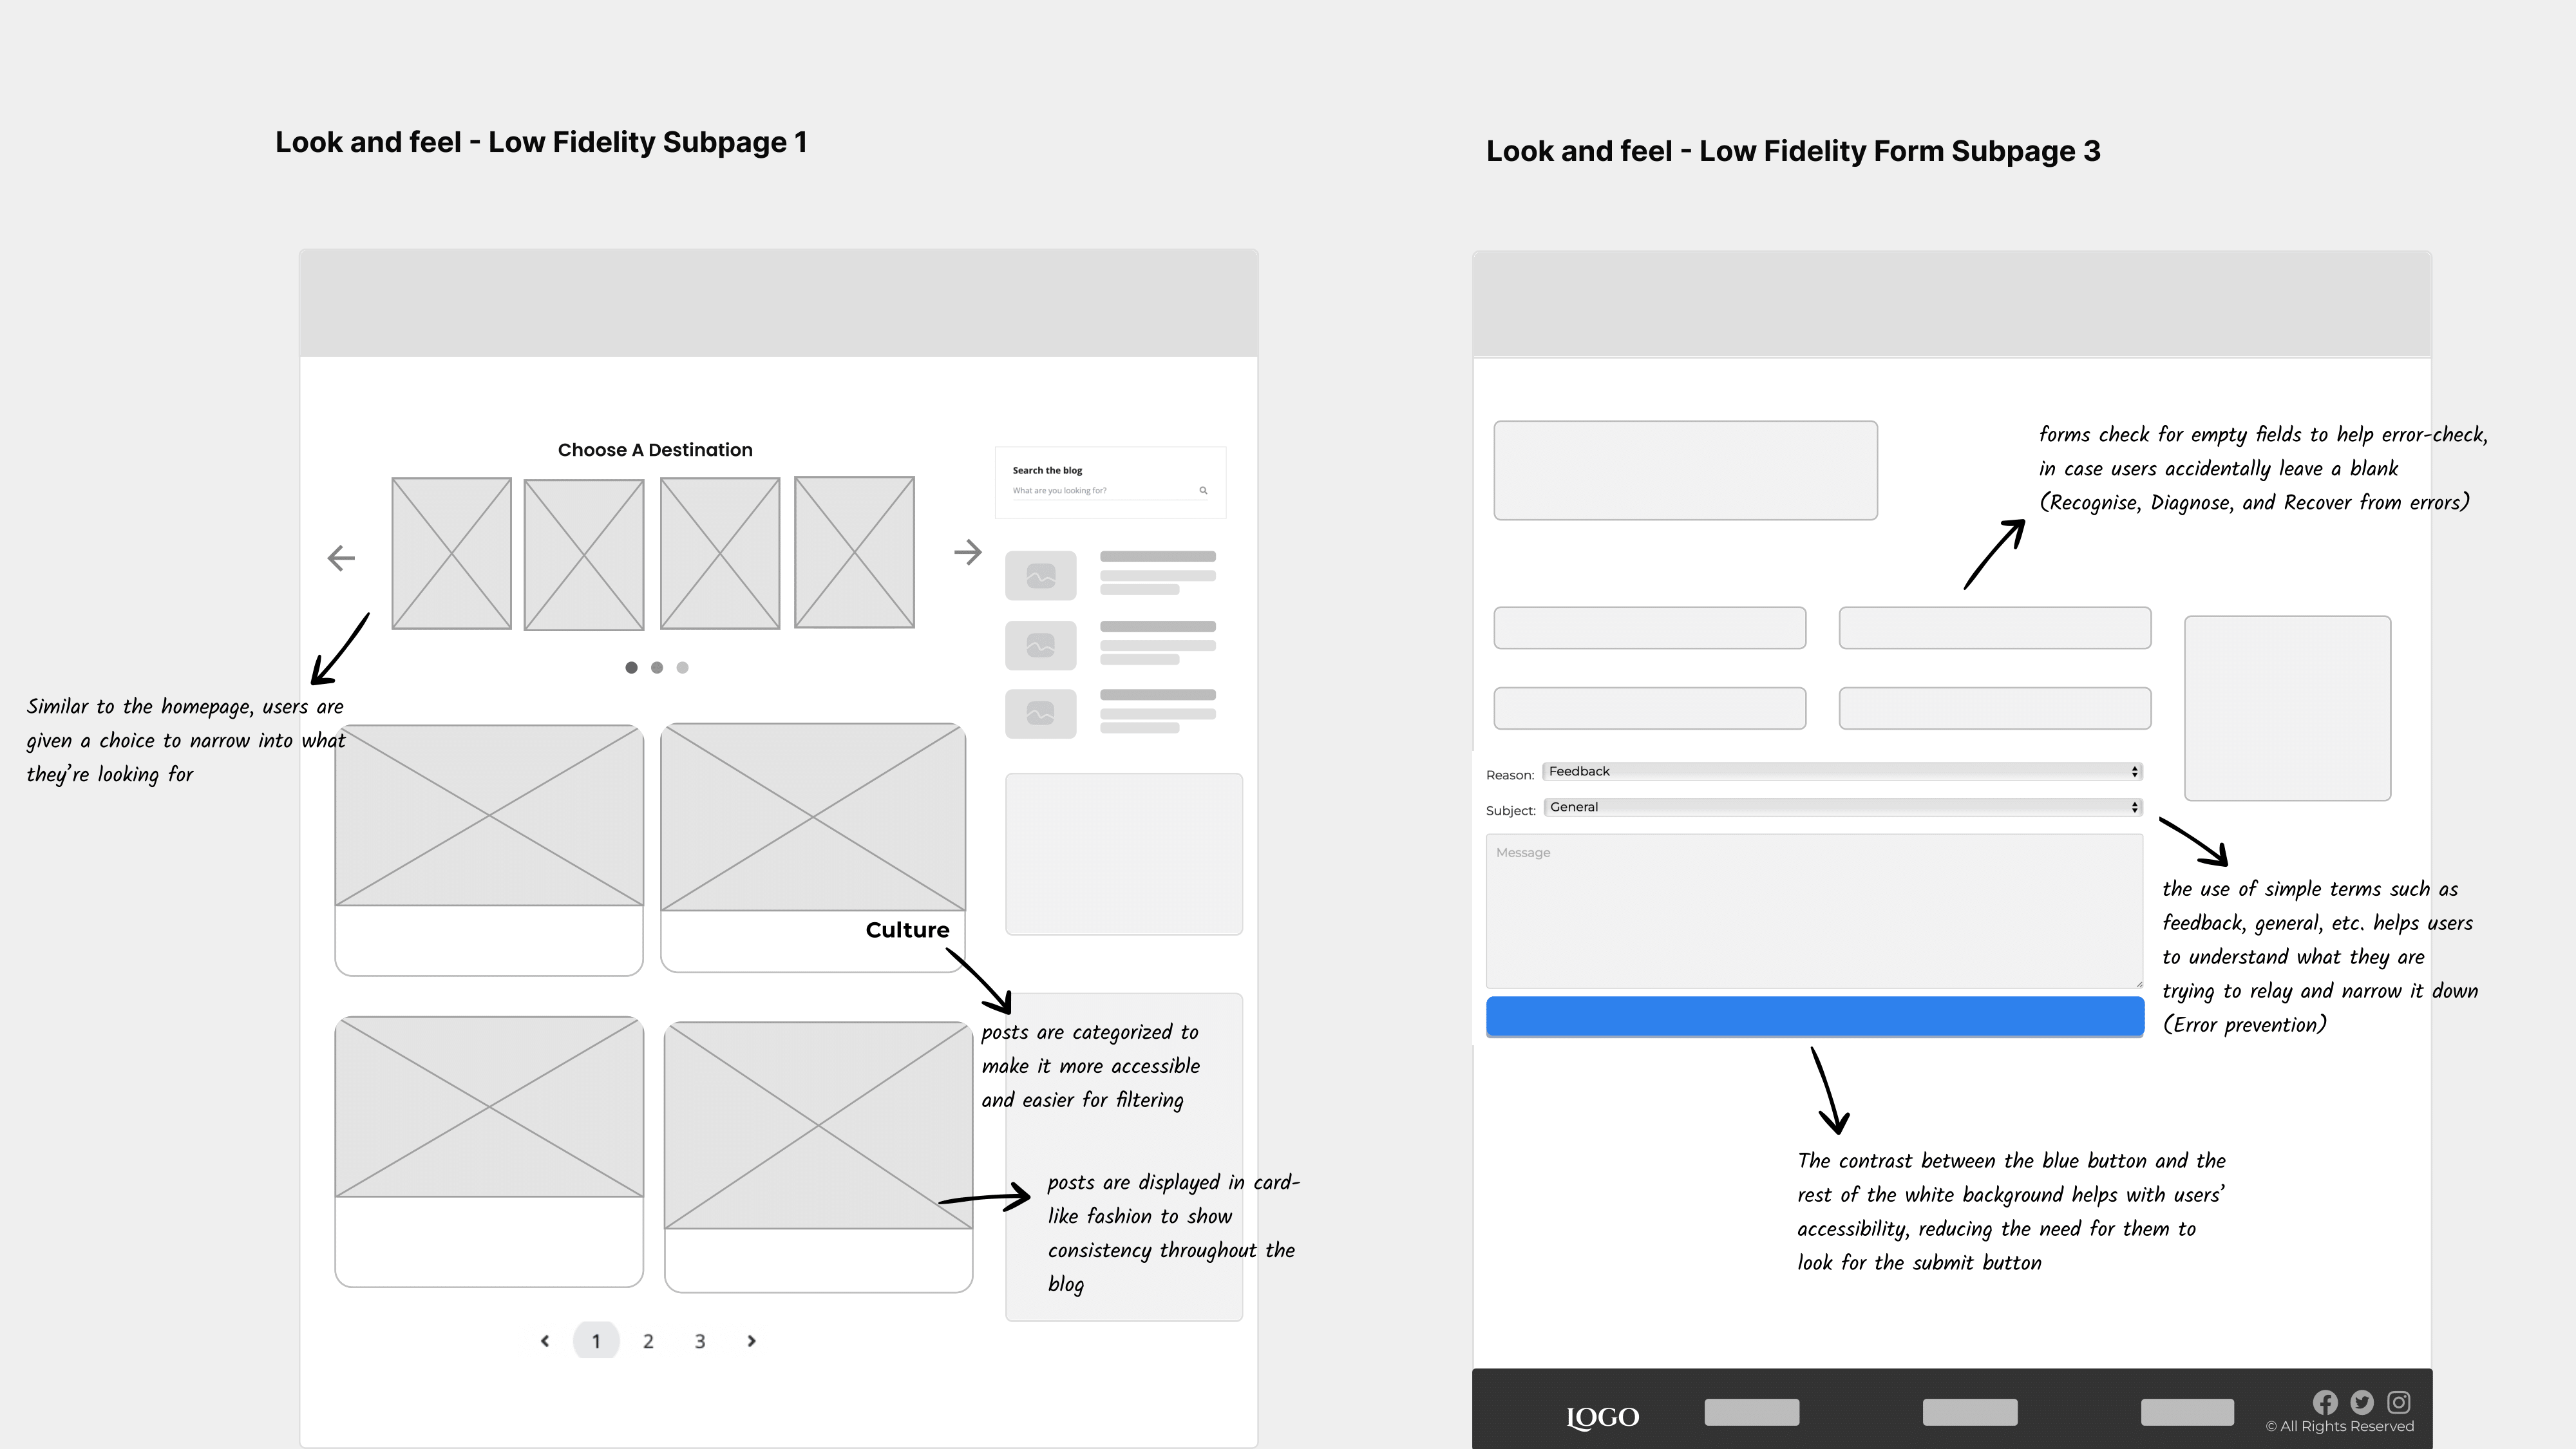 Look and feel - Low Fidelity Subpage 1
Choose A Destination
Search the blog
What are you looking for?
Similar to the homepage, users are
given a choice to narrow into what
they're looking for
Culture
posts are categorized to
make it more accessible
and easier for filtering
posts are displayed in card-
like fashion to show
consistency throughout the
blog
1 2 3
Look and feel - Low Fidelity Form Subpage 3
forms check for empty fields to help error-check,
in case users accidentally leave a blank
(Recognise, Diagnose, and Recover from errors)
Reason: Feedback
Subject: General
Message
the use of simple terms such as
feedback, general, etc. helps users
to understand what they are
trying to relay and narrow it down
(Error prevention)
The contrast between the blue button and the
rest of the white background helps with users'
accessibility, reducing the need for them to
look for the submit button
LOGO
© All Rights Reserved